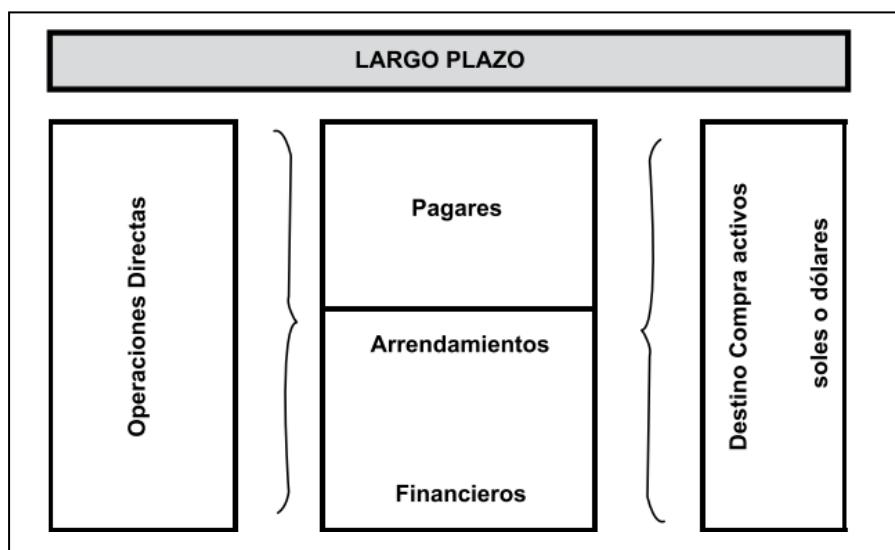 LARGO PLAZO
Operaciones Directas
Pagares
Arrendamientos
Financieros
Destino Compra activos
soles o dólares